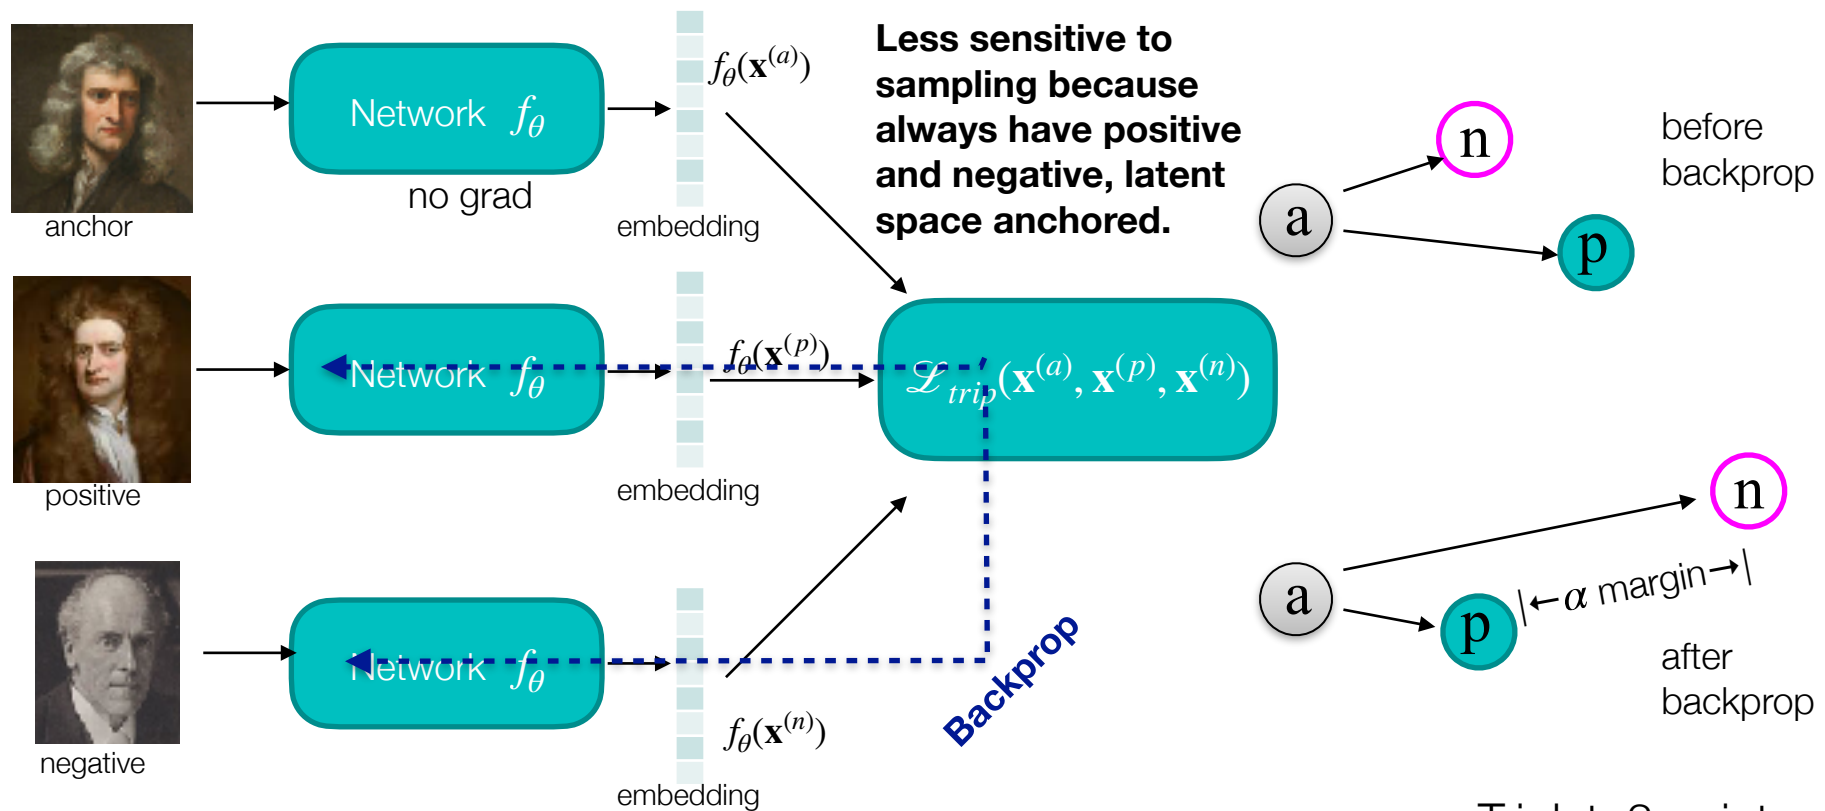 Network f_θ
no grad
anchor
f_θ(x^(a))
embedding
Less sensitive to
sampling because
always have positive
and negative, latent
space anchored.
n
a
p
before
backprop
Network f_θ
positive
f_θ(x^(p))
embedding
ℒ_trip(x^(a), x^(p), x^(n))
Network f_θ
negative
f_θ(x^(n))
embedding
Backprop
n
a
p
α margin
after
backprop